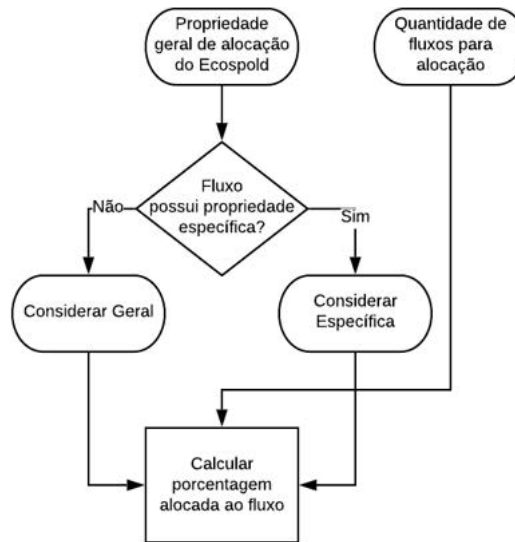 Propriedade
geral de alocação
do Ecospold
Quantidade de
fluxos para
alocação
Fluxo
possui propriedade
específica?
Não
Sim
Considerar Geral
Considerar
Específica
Calcular
porcentagem
alocada ao fluxo